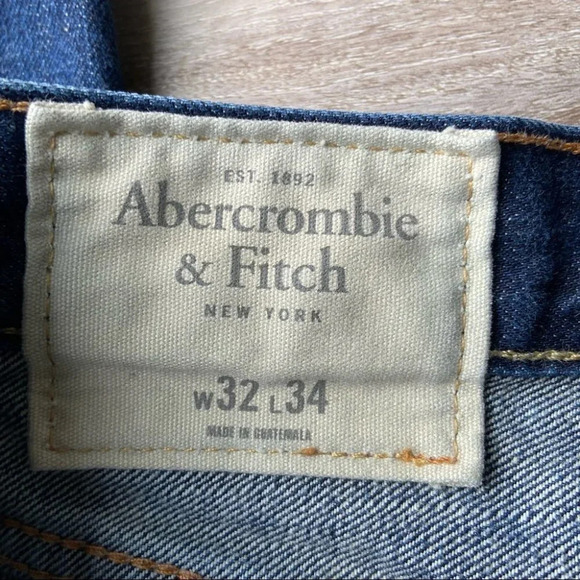 EST. 1892
Abercrombie
& Fitch
NEW YORK
W32 L34
MADE IN GUATEMALA